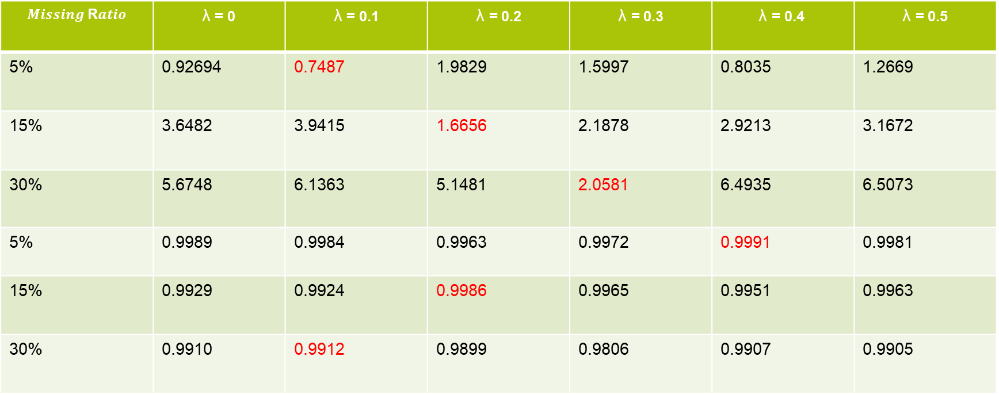 Missing Ratio λ = 0 λ = 0.1 λ = 0.2 λ = 0.3 λ = 0.4 λ = 0.5
5% 0.92694 0.7487 1.9829 1.5997 0.8035 1.2669
15% 3.6482 3.9415 1.6656 2.1878 2.9213 3.1672
30% 5.6748 6.1363 5.1481 2.0581 6.4935 6.5073
5% 0.9989 0.9984 0.9963 0.9972 0.9991 0.9981
15% 0.9929 0.9924 0.9986 0.9965 0.9951 0.9963
30% 0.9910 0.9912 0.9899 0.9806 0.9907 0.9905